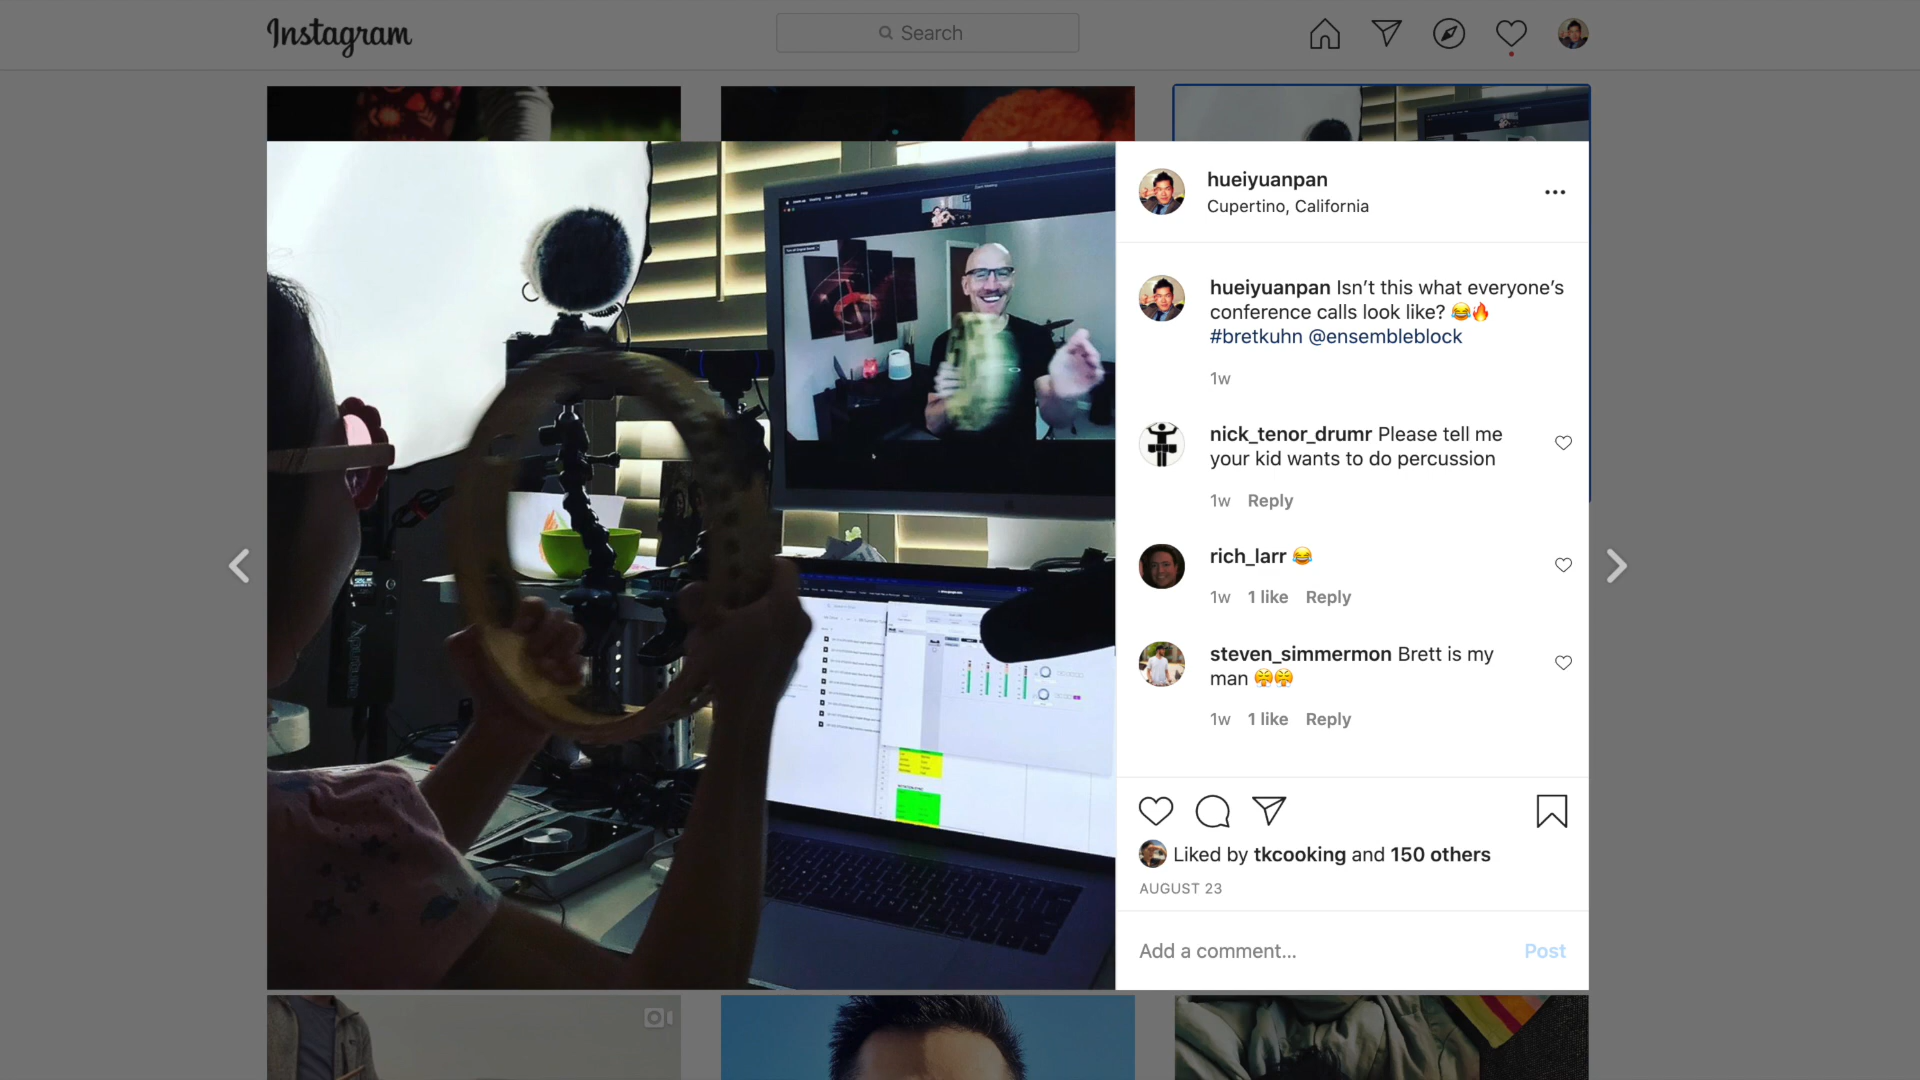 Instagram
Search
hueiyuanpan
Cupertino, California
hueiyuanpan Isn’t this what everyone’s
conference calls look like? 😂🔥
#bretkuhn @ensembleblock
1w
nick_tenor_drumr Please tell me
your kid wants to do percussion
1w Reply
rich_larr 😂
1w 1 like Reply
steven_simmermon Brett is my
man 😤😤
1w 1 like Reply
Liked by tkcooking and 150 others
AUGUST 23
Add a comment... Post
Aputure